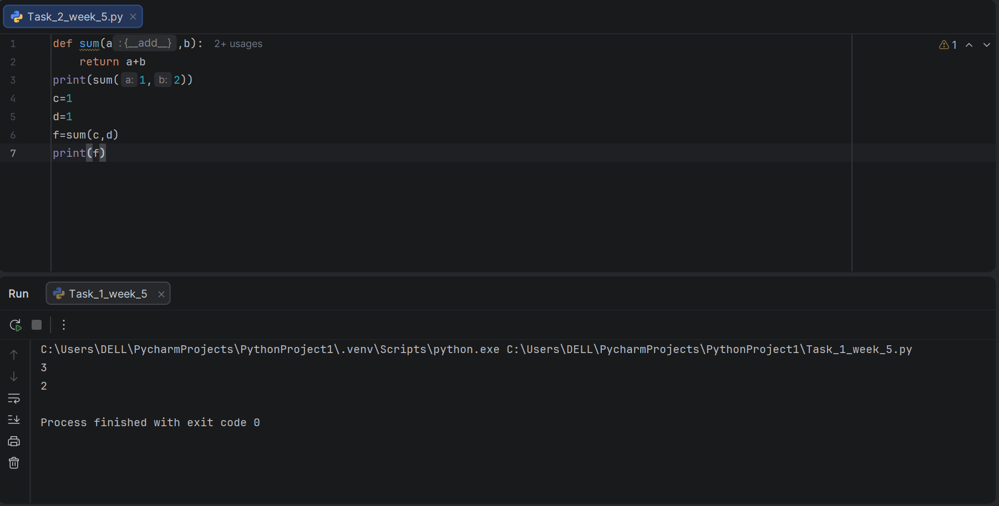 Task_2_week_5.py
1 def sum(a :{__add__} ,b): 2+ usages
1
2 return a+b
3 print(sum( a: 1, b: 2))
4 c=1
5 d=1
6 f=sum(c,d)
7 print(f)
Run Task_1_week_5
C:\Users\DELL\PycharmProjects\PythonProject1\.venv\Scripts\python.exe C:\Users\DELL\PycharmProjects\PythonProject1\Task_1_week_5.py
3
2
Process finished with exit code 0